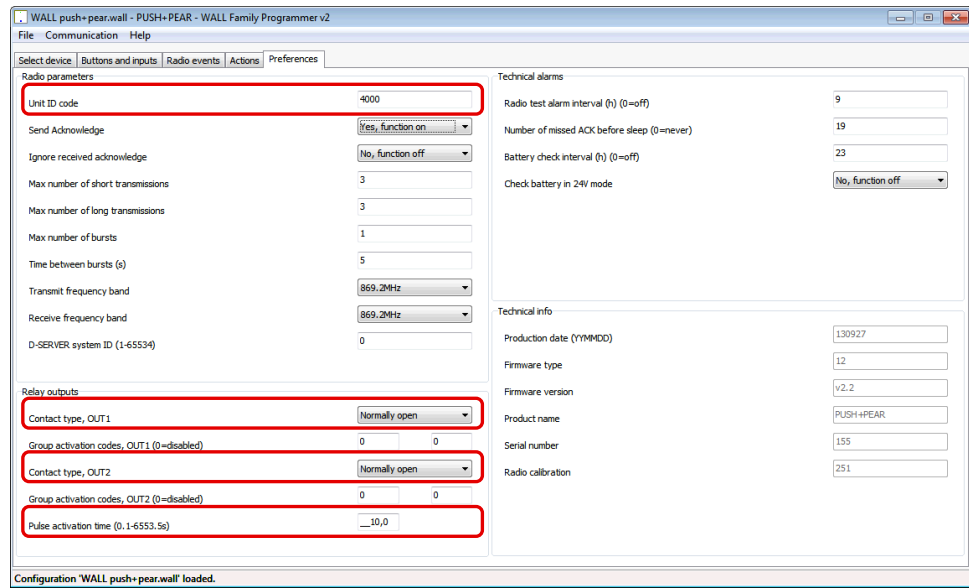 WALL push+pear.wall - PUSH+PEAR - WALL Family Programmer v2
File Communication Help
Select device Buttons and inputs Radio events Actions Preferences
Radio parameters
Unit ID code 4000
Send Acknowledge Yes, function on
Ignore received acknowledge No, function off
Max number of short transmissions 3
Max number of long transmissions 3
Max number of bursts 1
Time between bursts (s) 5
Transmit frequency band 869.2MHz
Receive frequency band 869.2MHz
D-SERVER system ID (1-65534) 0
Relay outputs
Contact type, OUT1 Normally open
Group activation codes, OUT1 (0=disabled) 0 0
Contact type, OUT2 Normally open
Group activation codes, OUT2 (0=disabled) 0 0
Pulse activation time (0.1-6553.5s) __10,0
Technical alarms
Radio test alarm interval (h) (0=off) 9
Number of missed ACK before sleep (0=never) 19
Battery check interval (h) (0=off) 23
Check battery in 24V mode No, function off
Technical info
Production date (YYMMDD) 130927
Firmware type 12
Firmware version v2.2
Product name PUSH+PEAR
Serial number 155
Radio calibration 251
Configuration 'WALL push+pear.wall' loaded.